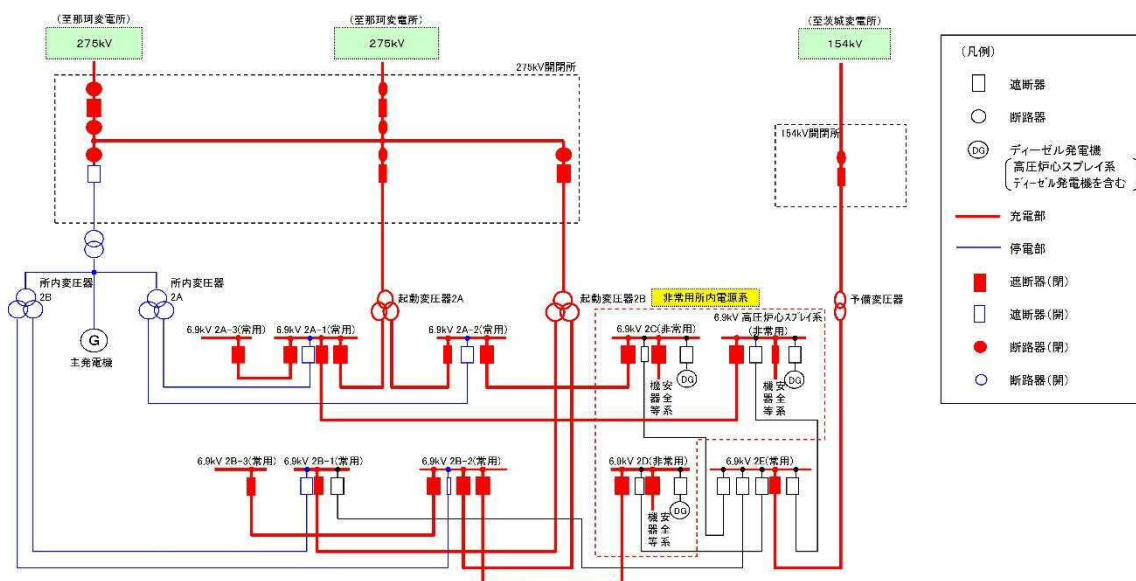 (至那珂変電所)
(至那珂変電所)
(至茨城変電所)
275kV
275kV
154kV
275kV開閉所
154kV開閉所
(凡例)
遮断器
断路器
DG
ディーゼル発電機
高圧炉心スプレイ系
ディーゼル発電機を含む
充電部
停電部
遮断器(閉)
遮断器(開)
断路器(閉)
断路器(開)
所内変圧器
2B
所内変圧器
2A
G
主発電機
起動変圧器2A
起動変圧器2B
非常用所内電源系
予備変圧器
6.9kV 2A-3(常用)
6.9kV 2A-1(常用)
6.9kV 2A-2(常用)
6.9kV 2C(非常用)
6.9kV 高圧炉心スプレイ系
(非常用)
DG
DG
安全系
機器等
安全系
機器等
6.9kV 2B-3(常用)
6.9kV 2B-1(常用)
6.9kV 2B-2(常用)
6.9kV 2D(非常用)
6.9kV 2E(常用)
DG
安全系
機器等